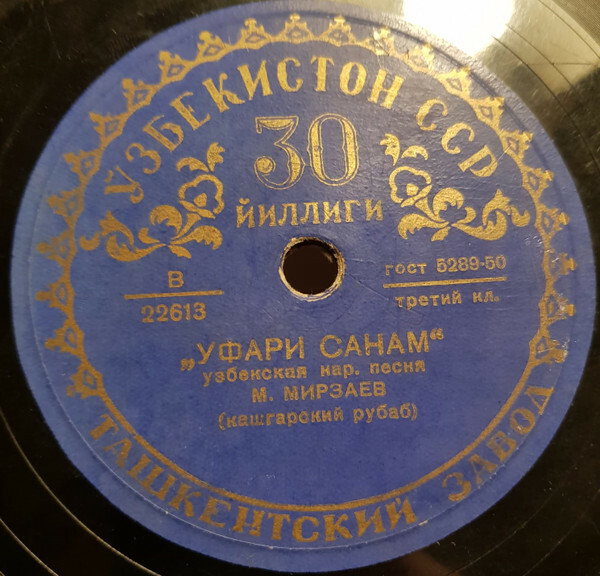 УЗБЕКИСТОН ССР
30
ЙИЛЛИГИ
В
22613
ГОСТ 5289-50
третий кл.
„УФАРИ САНАМ“
узбекская нар. песня
М. МИРЗАЕВ
(кашгарский рубаб)
ТАШКЕНТСКИЙ ЗАВОД